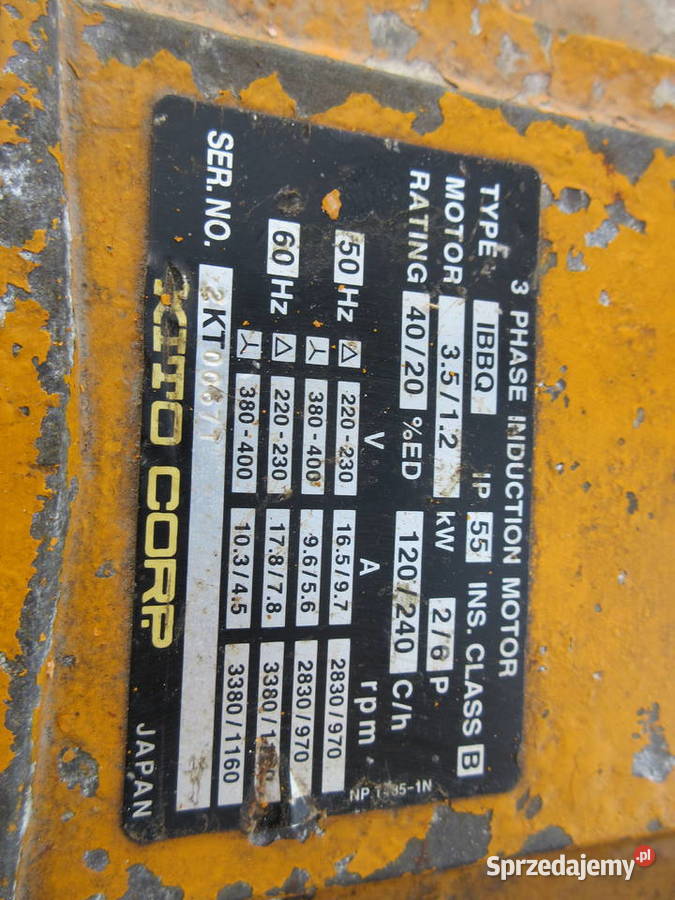 3 PHASE INDUCTION MOTOR
TYPE IBBQ IP 55 INS. CLASS B
MOTOR 3.5/1.2 kW 2/6 P
RATING 40/20 %ED 120/240 C/h
V A rpm
50 Hz △ 220-230 16.5/9.7 2830/970
人 380-400 9.6/5.6 2830/970
60 Hz △ 220-230 17.8/7.8
人 380-400 10.3/4.5 3380/1160
SER. NO.
KITO CORP. JAPAN
Sprzedajemy.pl